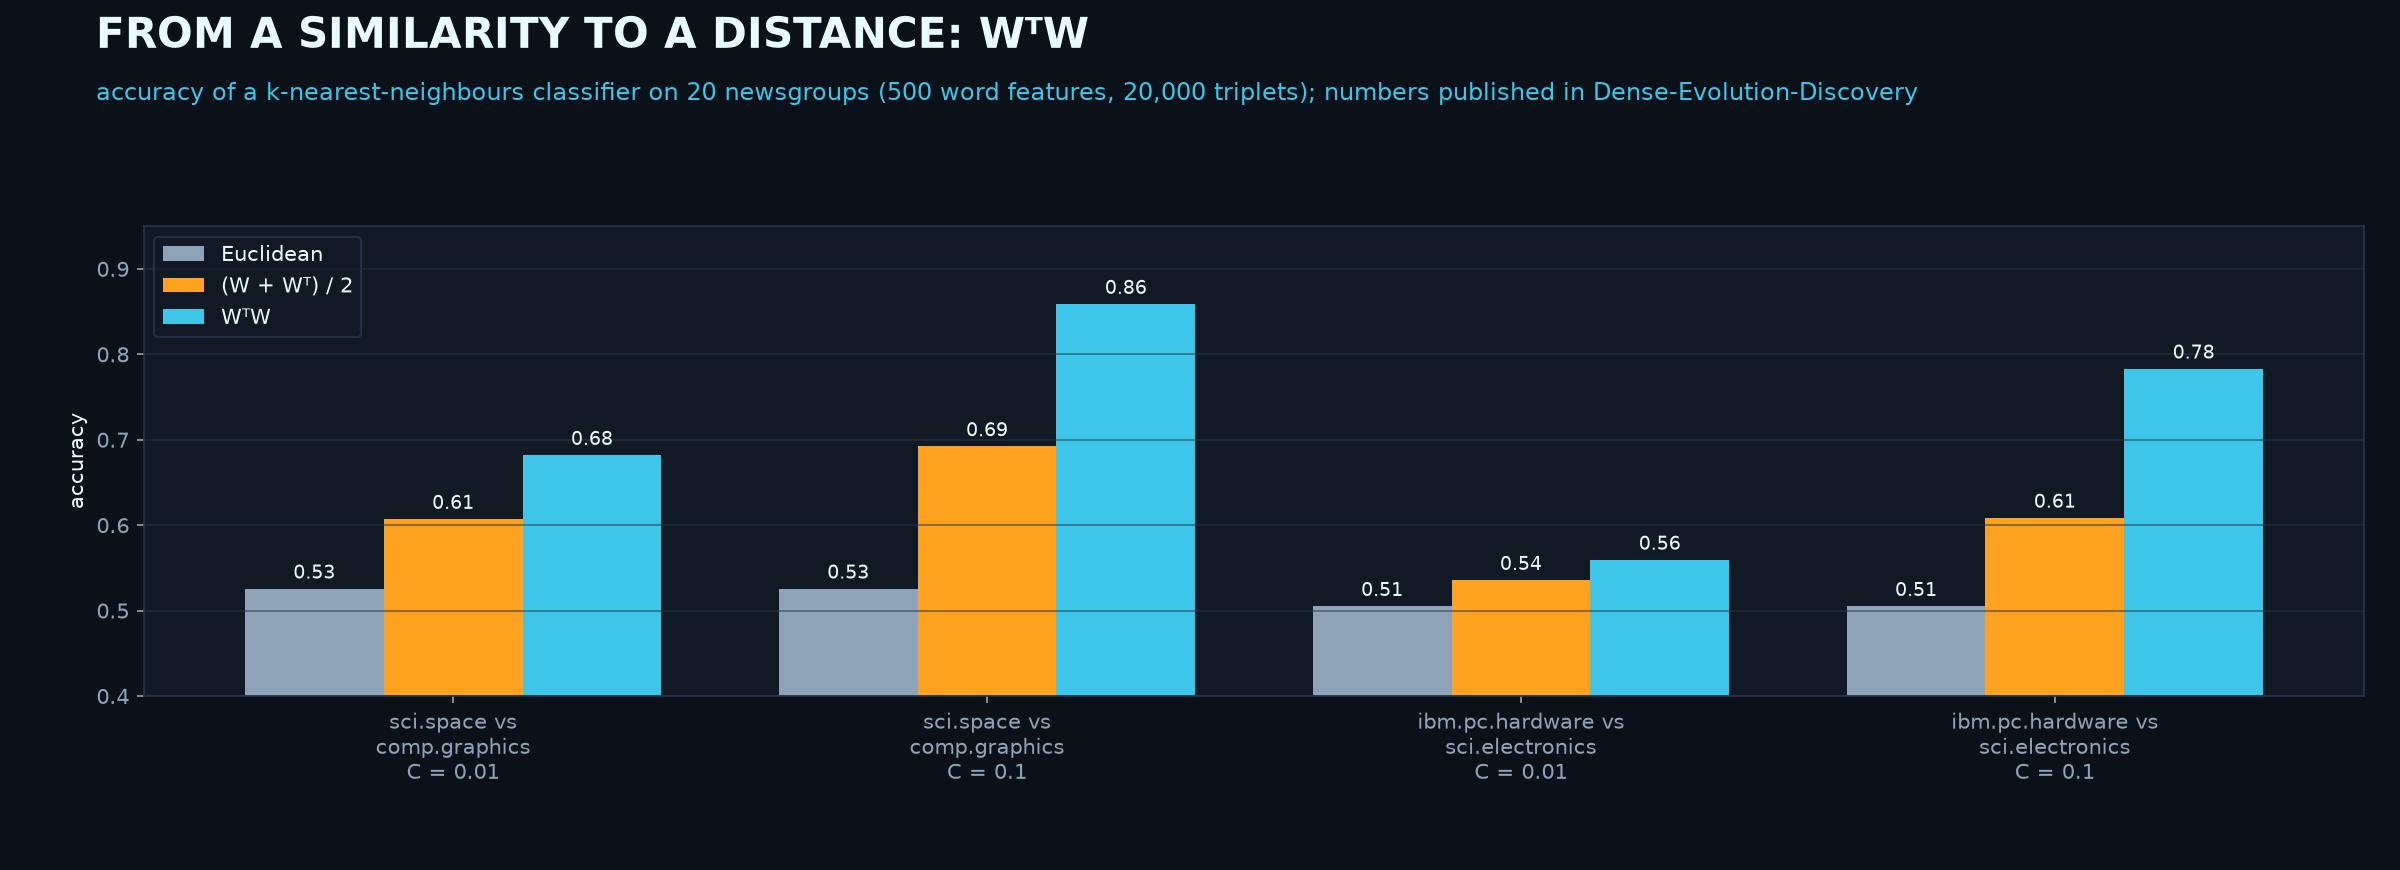 FROM A SIMILARITY TO A DISTANCE: WᵀW
accuracy of a k-nearest-neighbours classifier on 20 newsgroups (500 word features, 20,000 triplets); numbers published in Dense-Evolution-Discovery
Euclidean
(W + Wᵀ) / 2
WᵀW
accuracy
0.9
0.8
0.7
0.6
0.5
0.4
0.53
0.61
0.68
0.53
0.69
0.86
0.51
0.54
0.56
0.51
0.61
0.78
sci.space vs
comp.graphics
C = 0.01
sci.space vs
comp.graphics
C = 0.1
ibm.pc.hardware vs
sci.electronics
C = 0.01
ibm.pc.hardware vs
sci.electronics
C = 0.1